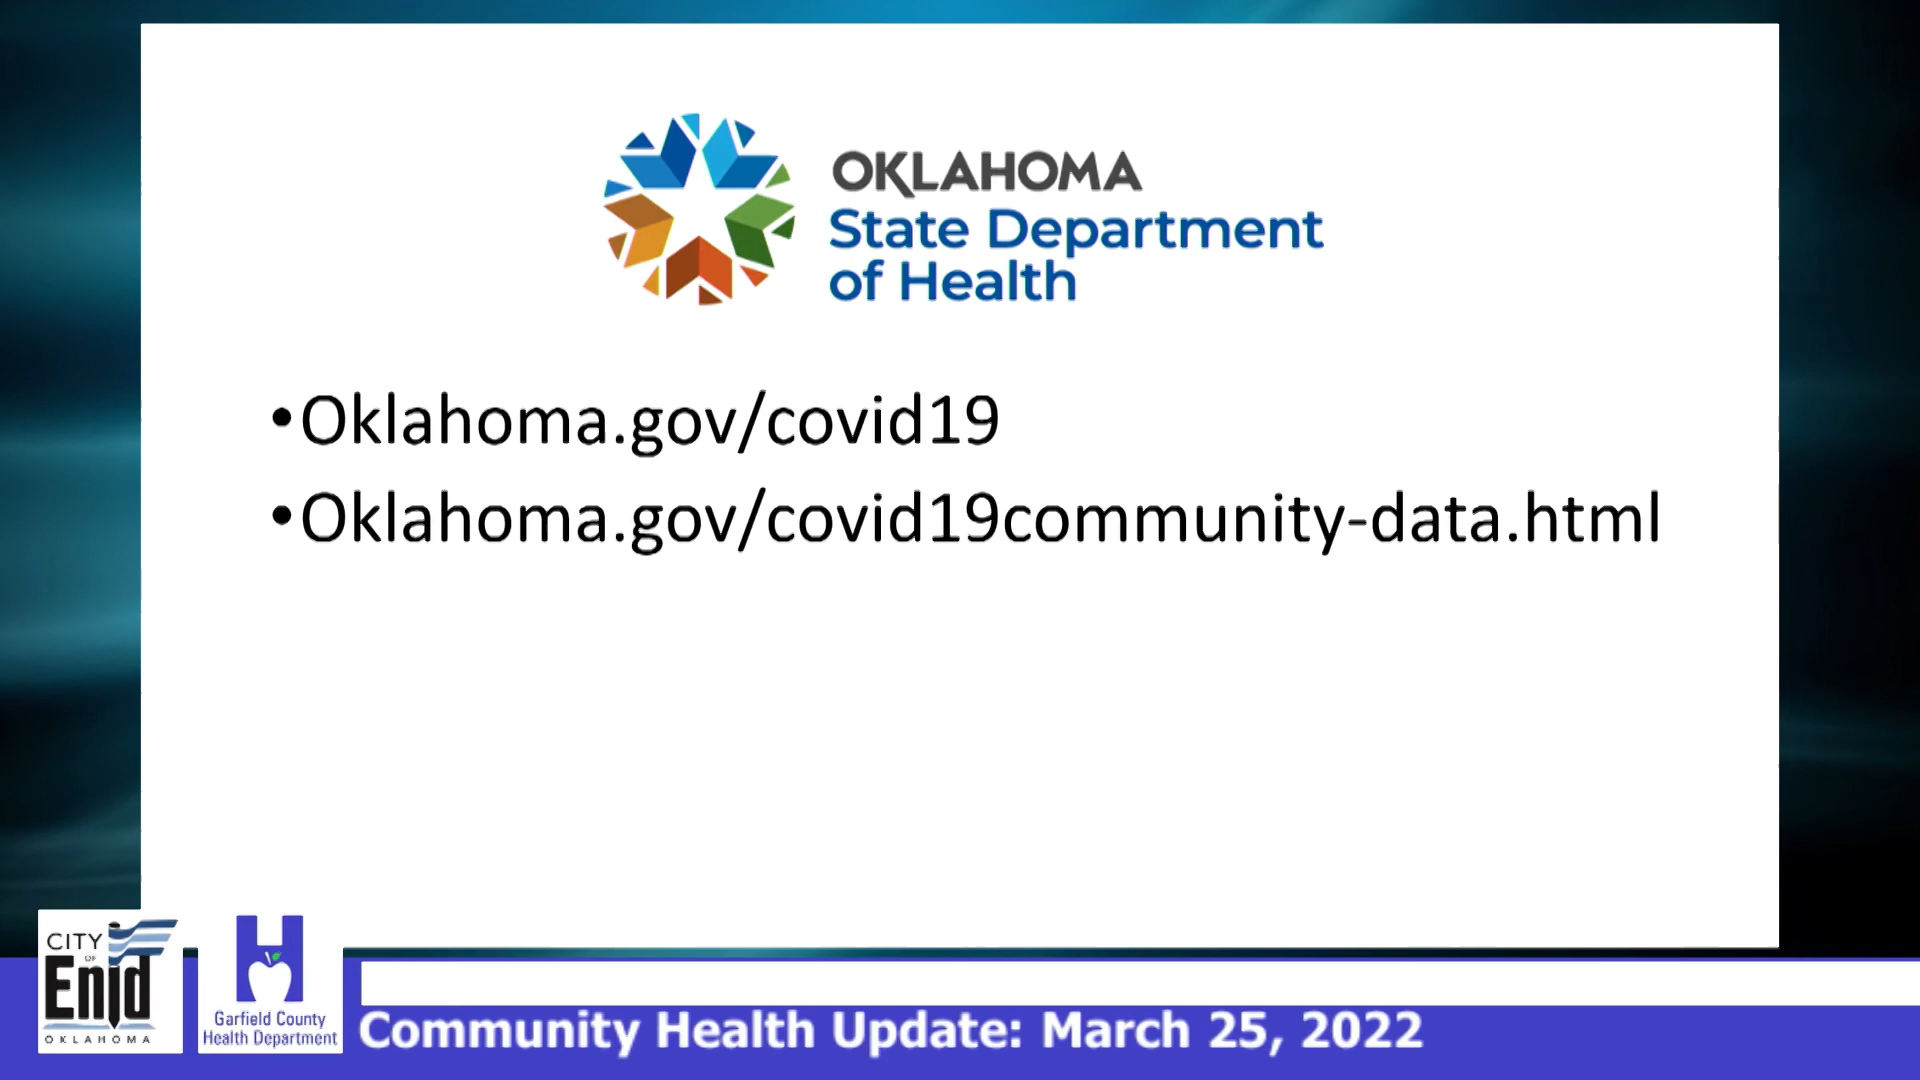 OKLAHOMA
State Department
of Health
•Oklahoma.gov/covid19
•Oklahoma.gov/covid19community-data.html
CITY
OF
Enid
OKLAHOMA
H
Garfield County
Health Department
Community Health Update: March 25, 2022